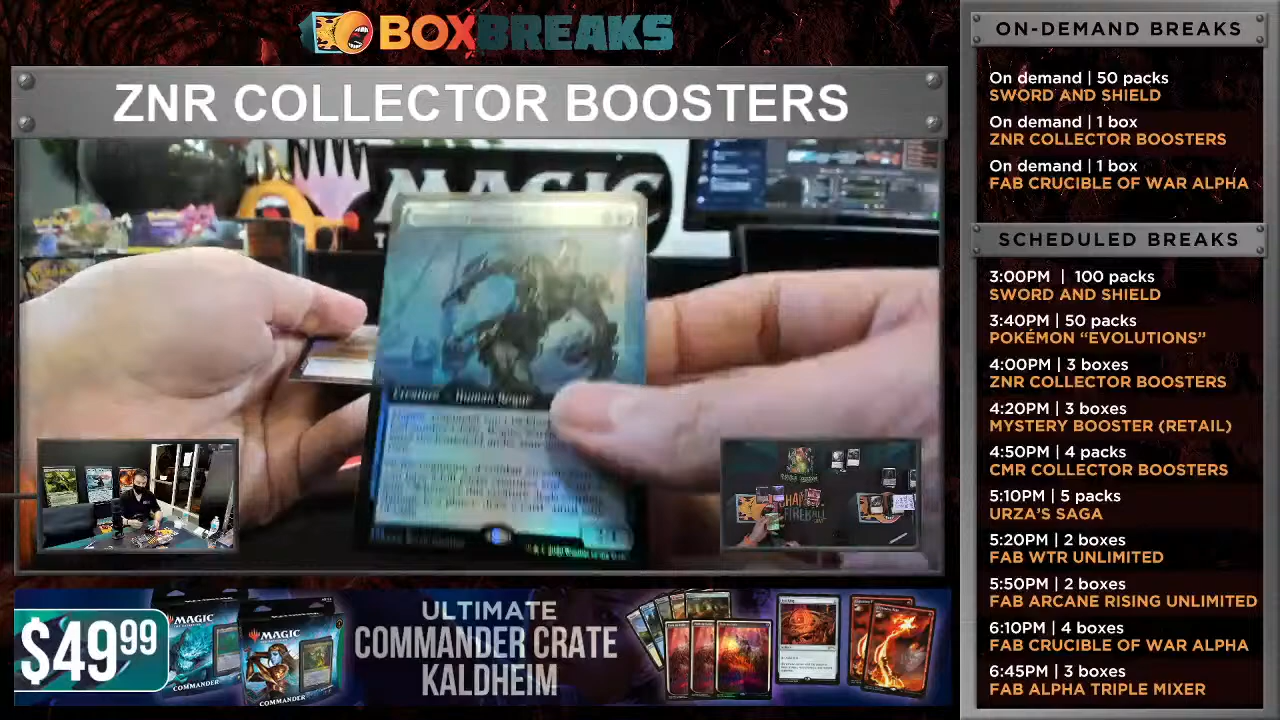 BOXBREAKS
ZNR COLLECTOR BOOSTERS
MAGIC
Creature Human Rogue
$49.99
MAGIC
COMMANDER
MAGIC
COMMANDER
ULTIMATE
COMMANDER CRATE
KALDHEIM
ON-DEMAND BREAKS
On demand | 50 packs
SWORD AND SHIELD
On demand | 1 box
ZNR COLLECTOR BOOSTERS
On demand | 1 box
FAB CRUCIBLE OF WAR ALPHA
SCHEDULED BREAKS
3:00PM | 100 packs
SWORD AND SHIELD
3:40PM | 50 packs
POKÉMON “EVOLUTIONS”
4:00PM | 3 boxes
ZNR COLLECTOR BOOSTERS
4:20PM | 3 boxes
MYSTERY BOOSTER (RETAIL)
4:50PM | 4 packs
CMR COLLECTOR BOOSTERS
5:10PM | 5 packs
URZA’S SAGA
5:20PM | 2 boxes
FAB WTR UNLIMITED
5:50PM | 2 boxes
FAB ARCANE RISING UNLIMITED
6:10PM | 4 boxes
FAB CRUCIBLE OF WAR ALPHA
6:45PM | 3 boxes
FAB ALPHA TRIPLE MIXER